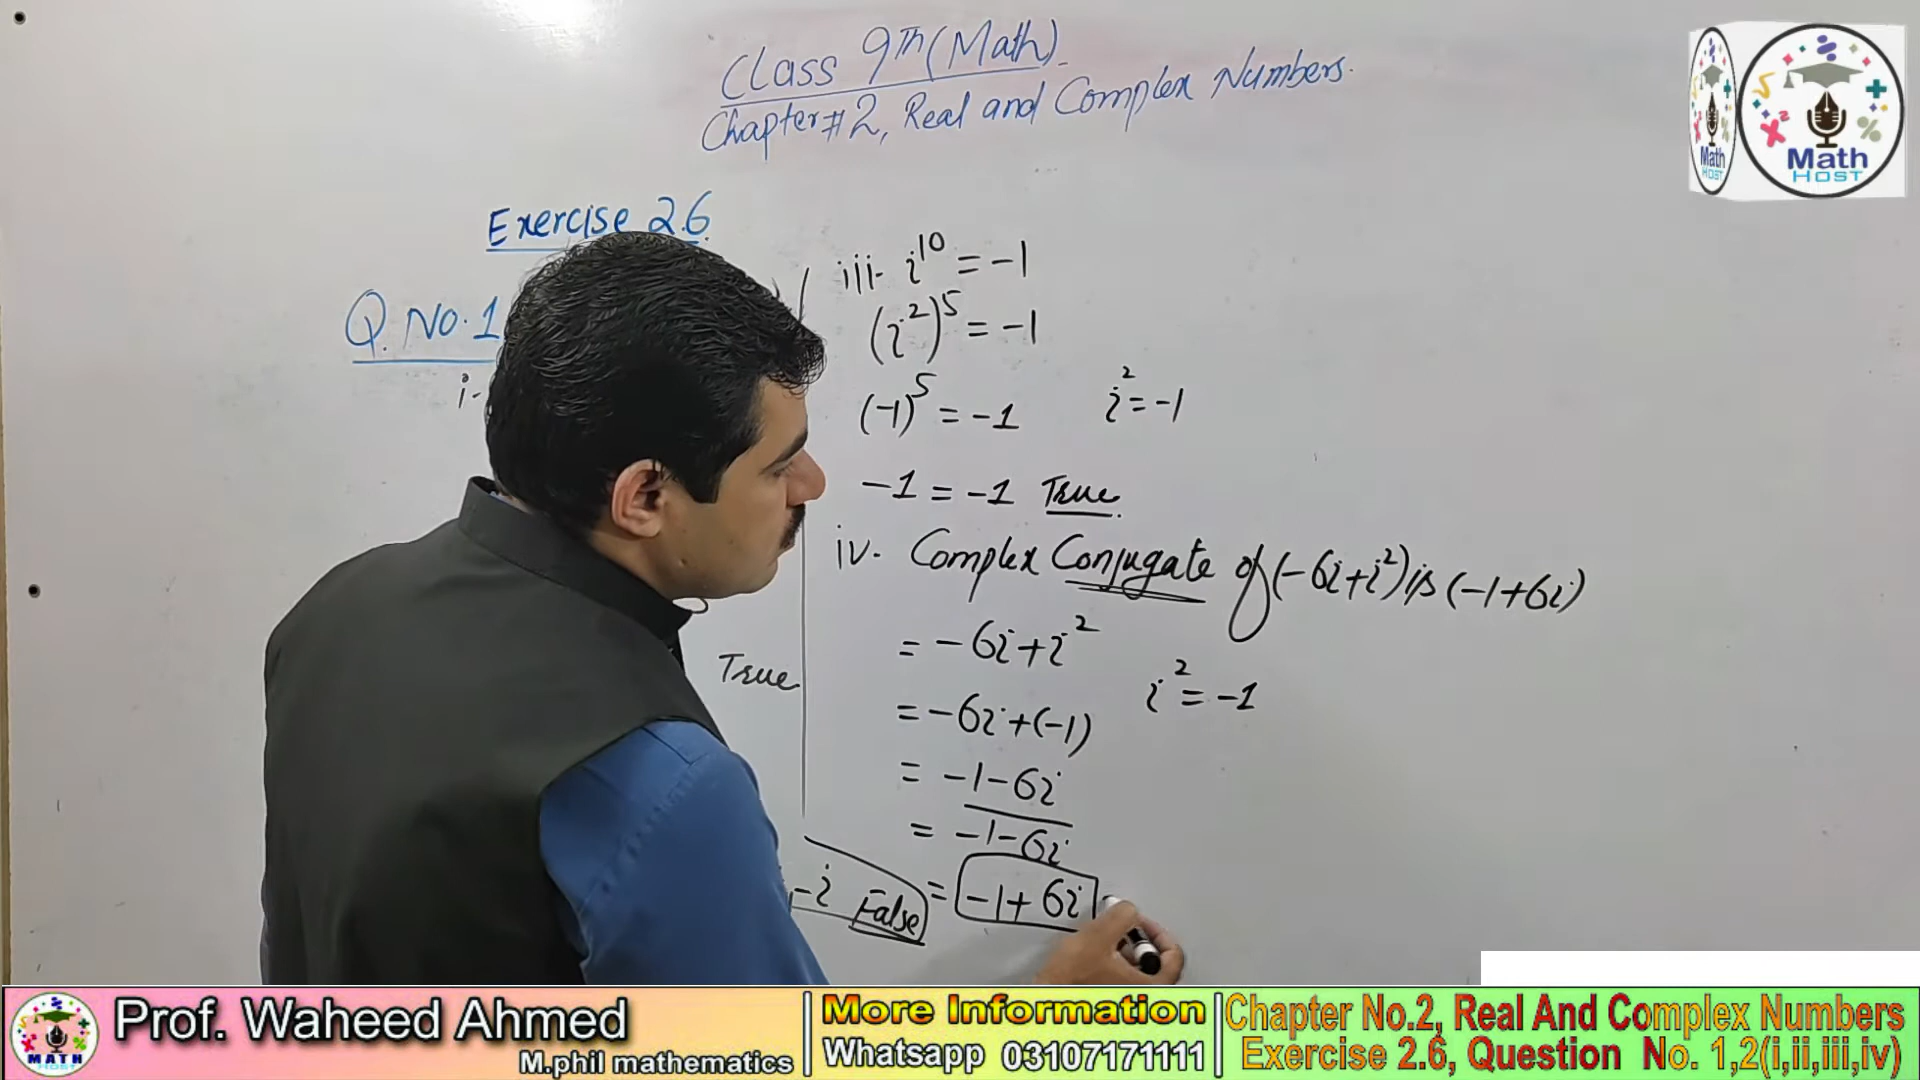 Class 9Th (Math)
Chapter # 2, Real and Complex Numbers.
Math
HOST
Math
HOST
Exercise 2.6
Q. No. 1
i-
True
iii- i¹⁰ = -1
(i²)⁵ = -1
(-1)⁵ = -1
i² = -1
-1 = -1 True
iv- Complex Conjugate of (-6i+i²) is (-1+6i)
= -6i+i²
= -6i+(-1)
i² = -1
= -1-6i
= -1-6i
= -1+6i
-i False
MATH
HOST
Prof. Waheed Ahmed
M.phil mathematics
More Information
Whatsapp 03107171111
Chapter No.2, Real And Complex Numbers
Exercise 2.6, Question No. 1,2(i,ii,iii,iv)